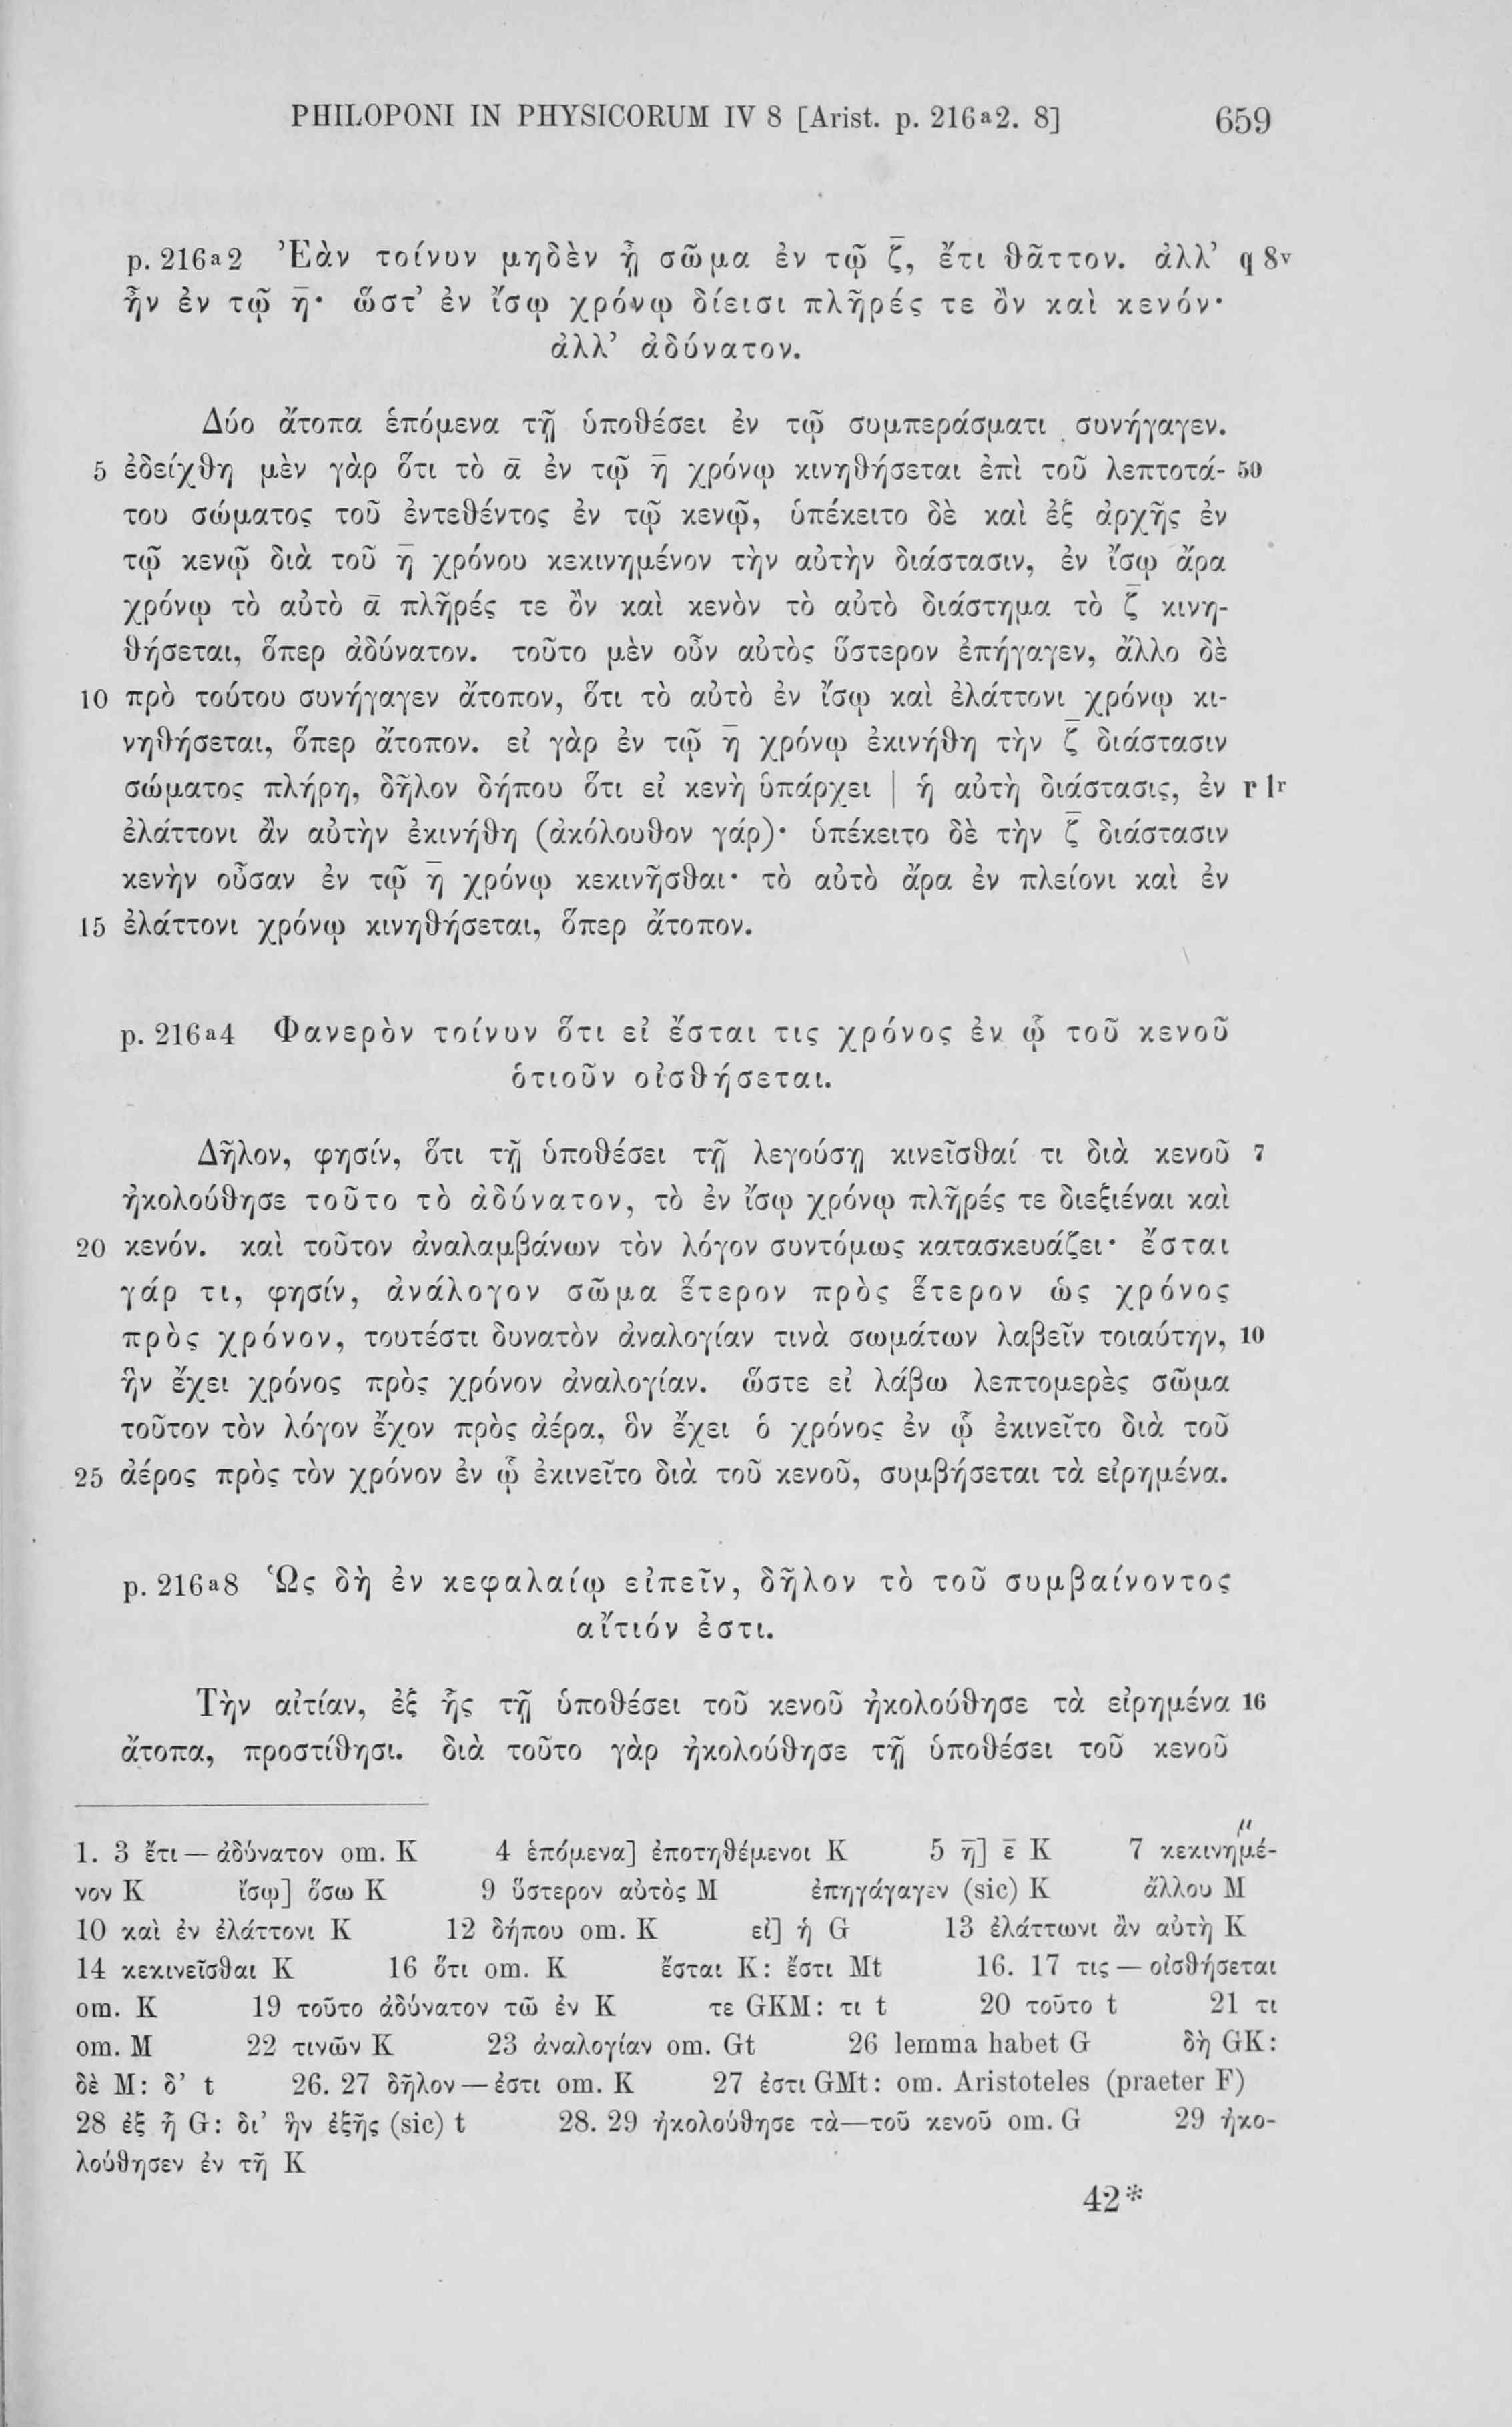 PHILOPONI IN PHYSICORUM IV 8 [Arist. p. 216a2. 8] 659
p. 216a2 Ἐὰν τοίνυν μηδὲν ᾖ σῶμα ἐν τῷ ζ̄, ἔτι θᾶττον. ἀλλ’ q 8v
ἦν ἐν τῷ η̄· ὥστ’ ἐν ἴσῳ χρόνῳ δίεισι πλῆρές τε ὂν καὶ κενόν·
ἀλλ’ ἀδύνατον.
Δύο ἄτοπα ἑπόμενα τῇ ὑποθέσει ἐν τῷ συμπεράσματι συνήγαγεν.
5 ἐδείχθη μὲν γὰρ ὅτι τὸ ᾱ ἐν τῷ η̄ χρόνῳ κινηθήσεται ἐπὶ τοῦ λεπτοτά- 50
του σώματος τοῦ ἐντεθέντος ἐν τῷ κενῷ, ὑπέκειτο δὲ καὶ ἐξ ἀρχῆς ἐν
τῷ κενῷ διὰ τοῦ η̄ χρόνου κεκινημένον τὴν αὐτὴν διάστασιν, ἐν ἴσῳ ἄρα
χρόνῳ τὸ αὐτὸ ᾱ πλῆρές τε ὂν καὶ κενὸν τὸ αὐτὸ διάστημα τὸ ζ̄ κινη-
θήσεται, ὅπερ ἀδύνατον. τοῦτο μὲν οὖν αὐτὸς ὕστερον ἐπήγαγεν, ἄλλο δὲ
10 πρὸ τούτου συνήγαγεν ἄτοπον, ὅτι τὸ αὐτὸ ἐν ἴσῳ καὶ ἐλάττονι χρόνῳ κι-
νηθήσεται, ὅπερ ἄτοπον. εἰ γὰρ ἐν τῷ η̄ χρόνῳ ἐκινήθη τὴν ζ̄ διάστασιν
σώματος πλήρη, δῆλον δήπου ὅτι εἰ κενὴ ὑπάρχει | ἡ αὐτὴ διάστασις, ἐν r 1r
ἐλάττονι ἂν αὐτὴν ἐκινήθη (ἀκόλουθον γάρ)· ὑπέκειτο δὲ τὴν ζ̄ διάστασιν
κενὴν οὖσαν ἐν τῷ η̄ χρόνῳ κεκινῆσθαι· τὸ αὐτὸ ἄρα ἐν πλείονι καὶ ἐν
15 ἐλάττονι χρόνῳ κινηθήσεται, ὅπερ ἄτοπον.
p. 216a4 Φανερὸν τοίνυν ὅτι εἰ ἔσται τις χρόνος ἐν ᾧ τοῦ κενοῦ
ὁτιοῦν οἰσθήσεται.
Δῆλον, φησίν, ὅτι τῇ ὑποθέσει τῇ λεγούσῃ κινεῖσθαί τι διὰ κενοῦ 7
ἠκολούθησε τοῦτο τὸ ἀδύνατον, τὸ ἐν ἴσῳ χρόνῳ πλῆρές τε διεξιέναι καὶ
20 κενόν. καὶ τοῦτον ἀναλαμβάνων τὸν λόγον συντόμως κατασκευάζει· ἔσται
γάρ τι, φησίν, ἀνάλογον σῶμα ἕτερον πρὸς ἕτερον ὡς χρόνος
πρὸς χρόνον, τουτέστι δυνατὸν ἀναλογίαν τινὰ σωμάτων λαβεῖν τοιαύτην, 10
ἣν ἔχει χρόνος πρὸς χρόνον ἀναλογίαν. ὥστε εἰ λάβω λεπτομερὲς σῶμα
τοῦτον τὸν λόγον ἔχον πρὸς ἀέρα, ὃν ἔχει ὁ χρόνος ἐν ᾧ ἐκινεῖτο διὰ τοῦ
25 ἀέρος πρὸς τὸν χρόνον ἐν ᾧ ἐκινεῖτο διὰ τοῦ κενοῦ, συμβήσεται τὰ εἰρημένα.
p. 216a8 Ὡς δὴ ἐν κεφαλαίῳ εἰπεῖν, δῆλον τὸ τοῦ συμβαίνοντος
αἴτιόν ἐστι.
Τὴν αἰτίαν, ἐξ ἧς τῇ ὑποθέσει τοῦ κενοῦ ἠκολούθησε τὰ εἰρημένα 16
ἄτοπα, προστίθησι. διὰ τοῦτο γὰρ ἠκολούθησε τῇ ὑποθέσει τοῦ κενοῦ
1. 3 ἔτι — ἀδύνατον om. K 4 ἑπόμενα] ἐποτηθέμενοι K 5 η̄] ε̄ K 7 κεκινημέ-
νον K ἴσῳ] ὅσω K 9 ὕστερον αὐτὸς M ἐπηγάγαγεν (sic) K ἄλλου M
10 καὶ ἐν ἐλάττονι K 12 δήπου om. K εἰ] ἡ G 13 ἐλάττωνι ἂν αὐτὴ K
14 κεκινεῖσθαι K 16 ὅτι om. K ἔσται K: ἔστι Mt 16. 17 τις — οἰσθήσεται
om. K 19 τοῦτο ἀδύνατον τῶ ἐν K τε GKM: τι t 20 τοῦτο t 21 τι
om. M 22 τινῶν K 23 ἀναλογίαν om. Gt 26 lemma habet G δὴ GK:
δὲ M: δ’ t 26. 27 δῆλον — ἐστι om. K 27 ἐστι GMt: om. Aristoteles (praeter F)
28 ἐξ ἧ G: δι’ ἣν ἐξῆς (sic) t 28. 29 ἠκολούθησε τὰ—τοῦ κενοῦ om. G 29 ἠκο-
λούθησεν ἐν τῆ K
42*